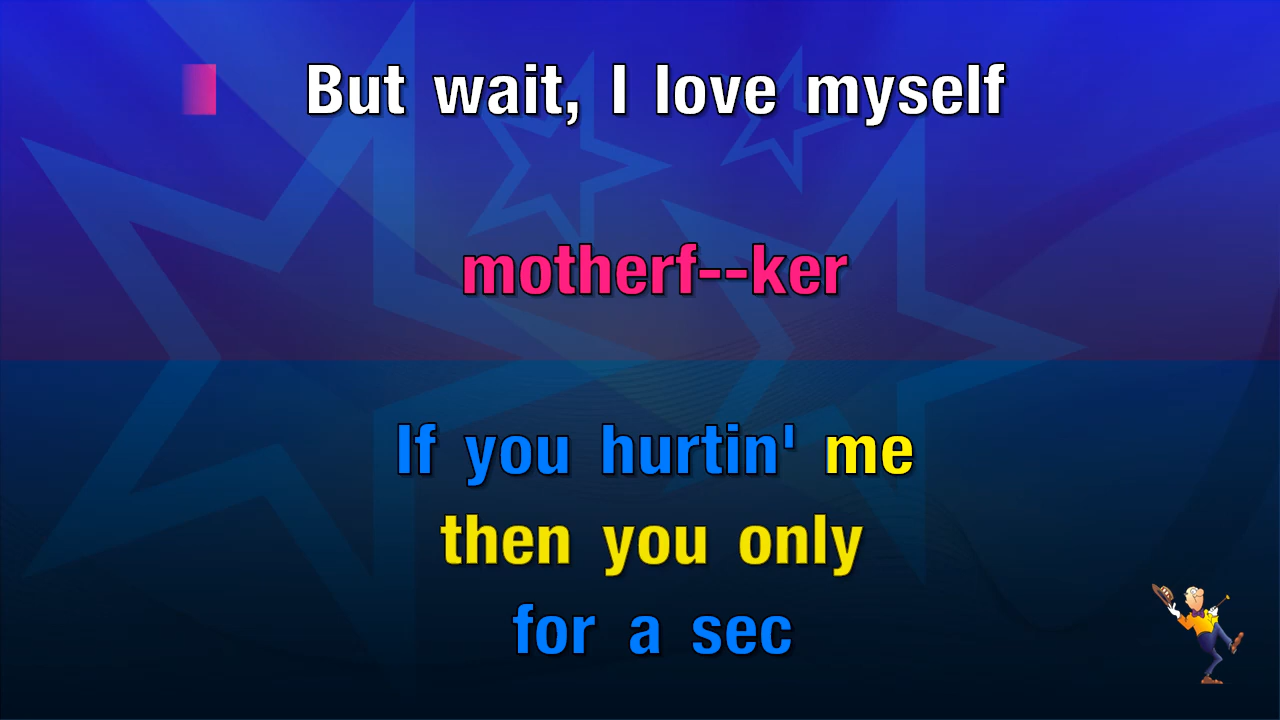 But wait, I love myself
motherf--ker
If you hurtin' me
then you only
for a sec